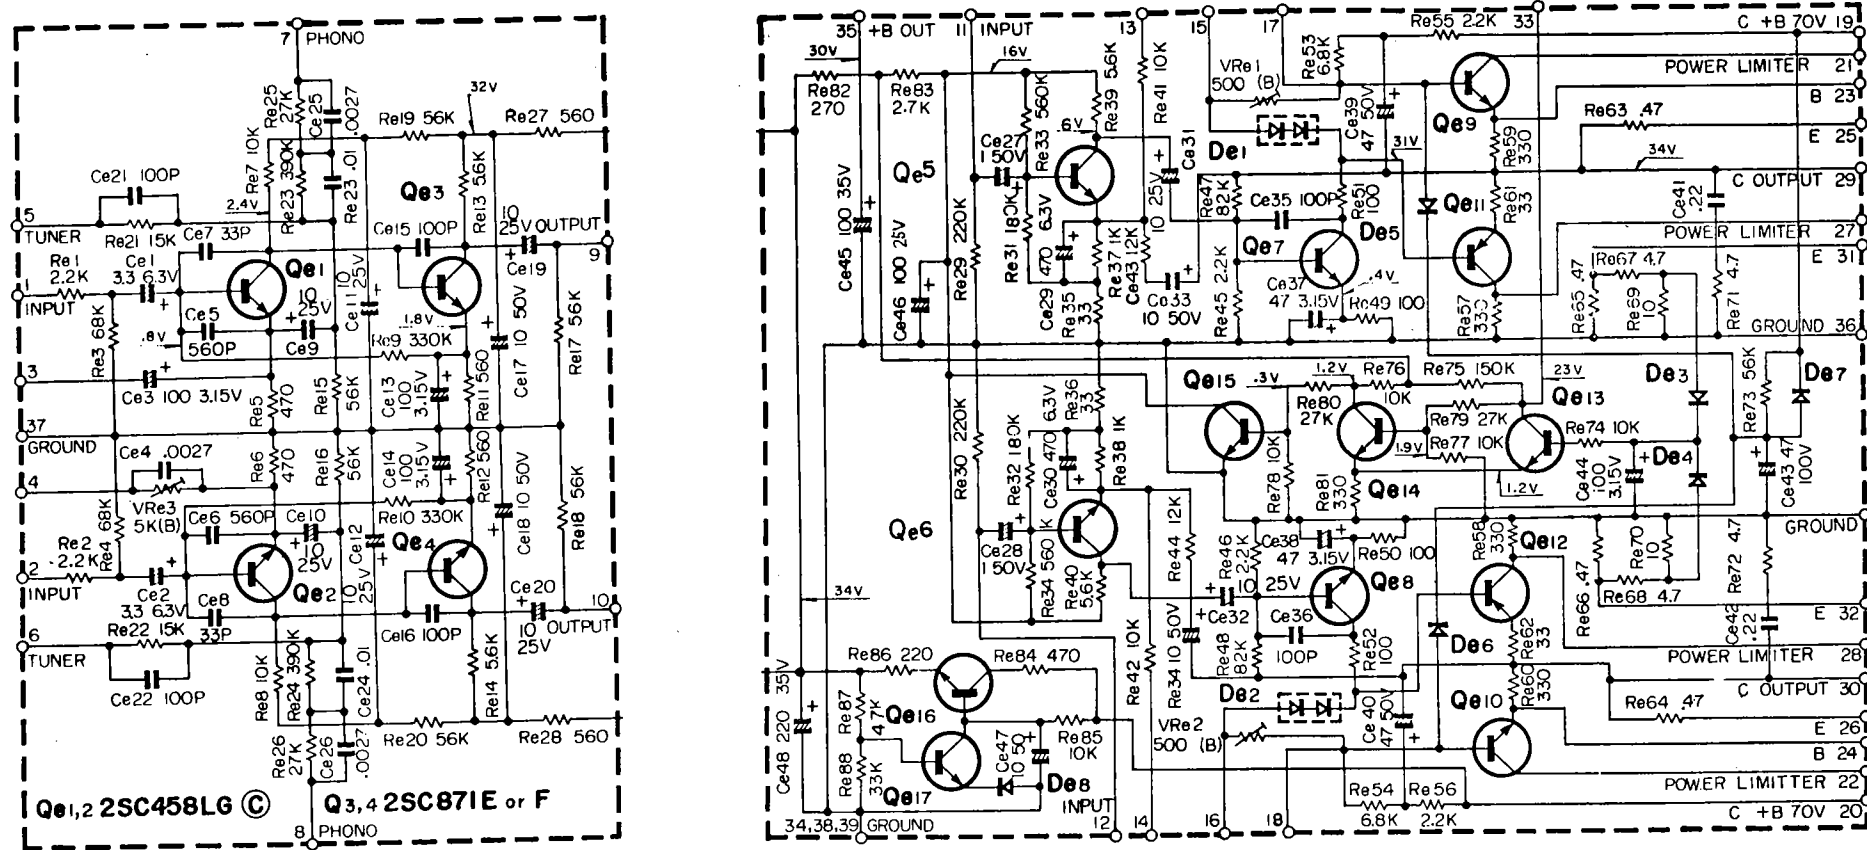 7 PHONO
Re25 27K
Ce25 .0027
32V
Re19 56K
Re27 560
Re7 10K
Re23 390K
Re23 .01
Qe3
Ce21 100P
2.4V
Re13 5.6K
10 25V OUTPUT
5
TUNER
Re21 15K
Ce7 33P
Ce15 100P
Ce19
9
Re1 2.2K
Ce1 3.3 6.3V
Qe1
10 25V
Ce11 10 25V
1
INPUT
Ce5 560P
Ce9
.8V
1.8V
Re3 68K
Re9 330K
Ce17 10 50V
Re17 56K
3
Ce3 100 3.15V
Re5 470
Re15 56K
Ce13 100 3.15V
Re11 560
37
GROUND
Ce4 .0027
Re6 470
Re16 56K
Ce14 100 3.15V
Re12 560
4
VRe3 5K(B)
Re4 68K
Ce6 560P
Ce10 10 25V
Re10 330K
Ce18 10 50V
Re18 56K
Re2 2.2K
Ce12 10 25V
Qe4
2
INPUT
Ce2 3.3 6.3V
Qe2
Ce8 33P
Ce20
10
OUTPUT
10 25V
Ce16 100P
6
TUNER
Re22 15K
Ce22 100P
Re8 10K
Re24 390K
Ce24 .01
Re14 5.6K
Re20 56K
Re28 560
Re26 27K
Ce26 .0027
Qe1,2 2SC458LG Ⓒ Q3,4 2SC871E or F
8 PHONO
35 +B OUT
11 INPUT
13
15
17
Re55 2.2K
33
C +B 70V 19
30V
16V
Re82 270
Re83 2.7K
Re33 560K
Re39 5.6K
Re41 10K
VRe1 500 (B)
Re53 6.8K
Ce39 47 50V
POWER LIMITER 21
B 23
Qe9
Re63 .47
E 25
Ce27 1 50V
.6V
Qe5
Ce31 10 25V
De1
31V
Re59 330
34V
C OUTPUT 29
Ce45 100 35V
Ce46 100 25V
Re29 220K
Re31 180K
Ce29 470 6.3V
Re37 1K
Re35 33
Ce43 12K
Ce33 10 50V
Re47 82K
Ce35 100P
Re51 100
De5
Qe7
Qe11
Re61 33
Ce41 .22
27
POWER LIMITER
E 31
Re45 2.2K
Ce37 47 3.15V
.4V
Re49 100
Re57 330
Re65 .47
Re67 4.7
Re69 10
Re71 4.7
GROUND 36
Qe15
.3V
1.2V
Re76 10K
Re75 150K
23V
De3
Re73 56K
De7
Re80 27K
Re79 27K
Qe13
Re74 10K
Re77 10K
1.9V
De4
Re30 220K
Re32 180K
Ce30 470 6.3V
Re36 33
Re38 1K
Re78 10K
Re81 330
Qe14
1.2V
Ce44 100 3.15V
Ce43 47 100V
GROUND
Qe6
Ce28 1 50V
Re34 560K
Re40 5.6K
Re44 12K
Re46 2.2K
Ce38 47 3.15V
Re50 100
Re58 330
Qe12
Re66 .47
Re70 10
Re72 4.7
Re68 4.7
34V
Ce32 10 25V
Qe8
Ce36 100P
E 32
Ce42 .22
De6
Re62 33
POWER LIMITER 28
Re86 220
Re84 470
Re42 10K
Re34 10 50V
Re48 82K
Re52 100
Re60 330
C OUTPUT 30
De2
Re64 .47
E 26
Ce48 220 35V
Re87 47K
Qe16
Re85 10K
VRe2 500 (B)
Ce40 47 50V
Qe10
B 24
Re88 33K
Qe17
Ce47 10 50
De8
POWER LIMITTER 22
INPUT
Re54 6.8K
Re56 2.2K
34,38,39 GROUND
12
14
16
18
C +B 70V 20